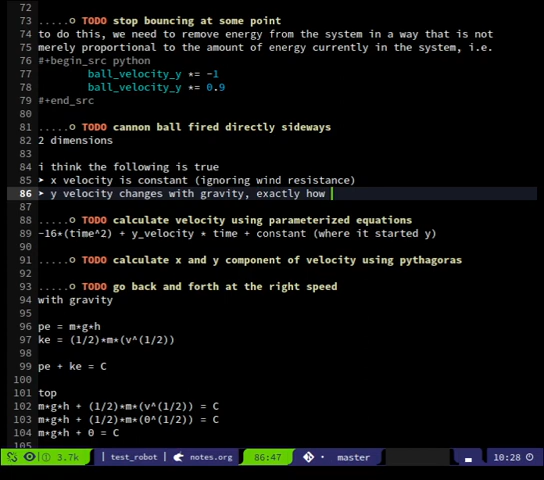 72
73 .....o TODO stop bouncing at some point
74 to do this, we need to remove energy from the system in a way that is not
75 merely proportional to the amount of energy currently in the system, i.e.
76 #+begin_src python
77 ball_velocity_y *= -1
78 ball_velocity_y *= 0.9
79 #+end_src
80
81 .....o TODO cannon ball fired directly sideways
82 2 dimensions
83
84 i think the following is true
85 ➤ x velocity is constant (ignoring wind resistance)
86 ➤ y velocity changes with gravity, exactly how
87
88 .....o TODO calculate velocity using parameterized equations
89 -16*(time^2) + y_velocity * time + constant (where it started y)
90
91 .....o TODO calculate x and y component of velocity using pythagoras
92
93 .....o TODO go back and forth at the right speed
94 with gravity
95
96 pe = m*g*h
97 ke = (1/2)*m*(v^(1/2))
98
99 pe + ke = C
100
101 top
102 m*g*h + (1/2)*m*(v^(1/2)) = C
103 m*g*h + (1/2)*m*(0^(1/2)) = C
104 m*g*h + 0 = C
105
① 3.7k | test_robot | notes.org 86:47 master 10:28